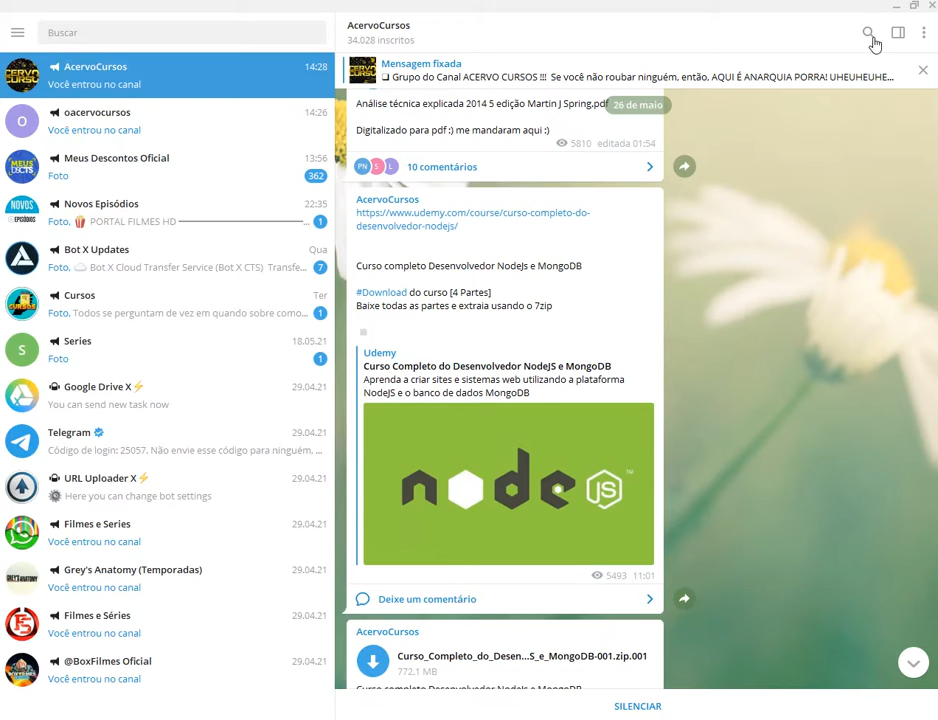 Buscar
AcervoCursos 14:28
Você entrou no canal
O oacervocursos 14:26
Você entrou no canal
Meus Descontos Oficial 13:56
Foto 362
NOVOS EPISÓDIOS
Novos Episódios 22:35
Foto, PORTAL FILMES HD ... 1
Bot X Updates Qua
Foto, Bot X Cloud Transfer Service (Bot X CTS) Transfe... 7
CURSOS
Cursos Ter
Foto, Todos se perguntam de vez em quando sobre como... 1
S Series 18.05.21
Foto 1
Google Drive X 29.04.21
You can send new task now
Telegram 29.04.21
Código de login: 25057. Não envie esse código para ninguém, ...
URL Uploader X 29.04.21
Here you can change bot settings
Filmes e Series 29.04.21
Você entrou no canal
Grey's Anatomy (Temporadas) 29.04.21
Você entrou no canal
Filmes e Séries 29.04.21
Você entrou no canal
@BoxFilmes Oficial 29.04.21
Você entrou no canal
AcervoCursos
34.028 inscritos
Mensagem fixada
❏ Grupo do Canal ACERVO CURSOS !!! Se você não roubar ninguém, então, AQUI É ANARQUIA PORRA! UHEUHEUHE...
Análise técnica explicada 2014 5 edição Martin J Spring.pdf
26 de maio
Digitalizado para pdf :) me mandaram aqui :)
5810 editada 01:54
PN S L 10 comentários
AcervoCursos
https://www.udemy.com/course/curso-completo-do-
desenvolvedor-nodejs/
Curso completo Desenvolvedor NodeJs e MongoDB
#Download do curso [4 Partes]
Baixe todas as partes e extraia usando o 7zip
Udemy
Curso Completo do Desenvolvedor NodeJS e MongoDB
Aprenda a criar sites e sistemas web utilizando a plataforma
NodeJS e o banco de dados MongoDB
node JS ™
5493 11:01
Deixe um comentário
AcervoCursos
Curso_Completo_do_Desen...S_e_MongoDB-001.zip.001
772,1 MB
Curso completo Desenvolvedor NodeJs e MongoDB
SILENCIAR